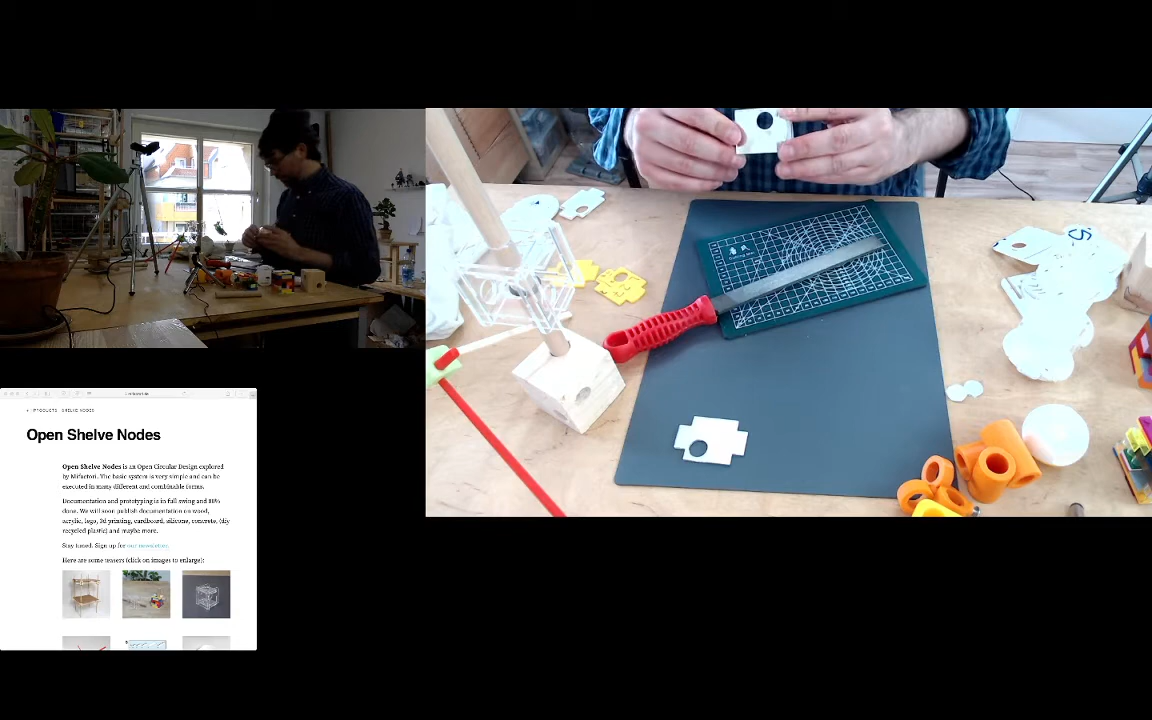 PRODUCTS SHELVE NODES
Open Shelve Nodes
Open Shelve Nodes is an Open Circular Design explored
by Mifactori. The basic system is very simple and can be
executed in many different and combinable forms.
Documentation and prototyping is in full swing and 80%
done. We will soon publish documentation on wood,
acrylic, lego, 3d printing, cardboard, silicone, concrete, (diy
recycled plastic) and maybe more.
Stay tuned. Sign up for our newsletter.
Here are some teasers (click on images to enlarge):
5